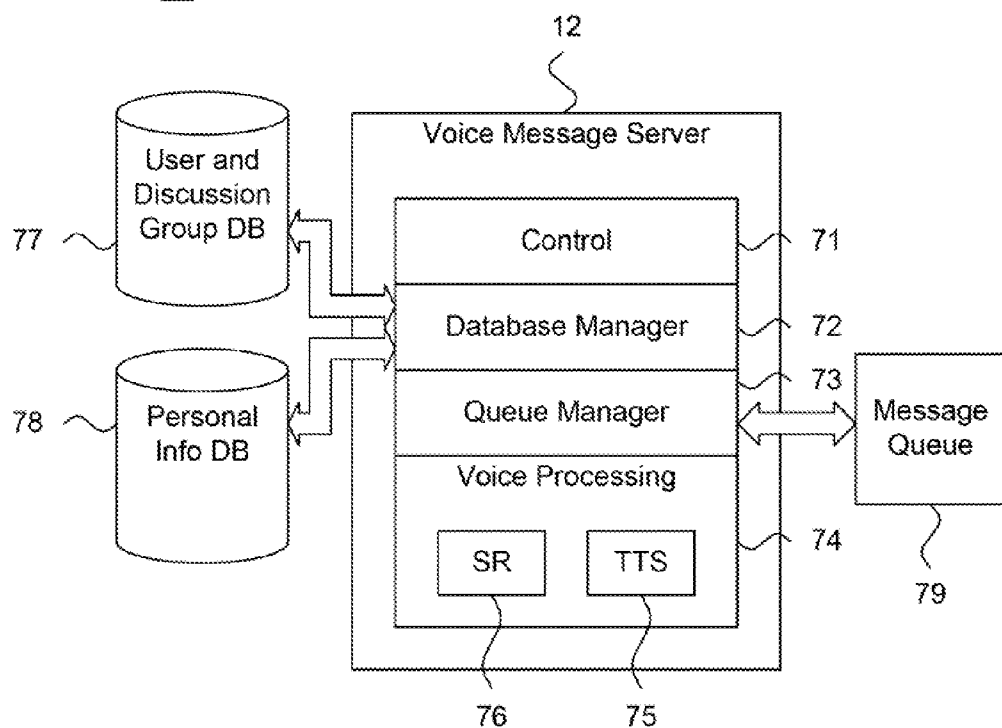 12
Voice Message Server
User and
Discussion
Group DB
77
Control
71
Database Manager
72
73
Personal
Info DB
78
Queue Manager
Message
Queue
Voice Processing
74
SR
TTS
79
76
75